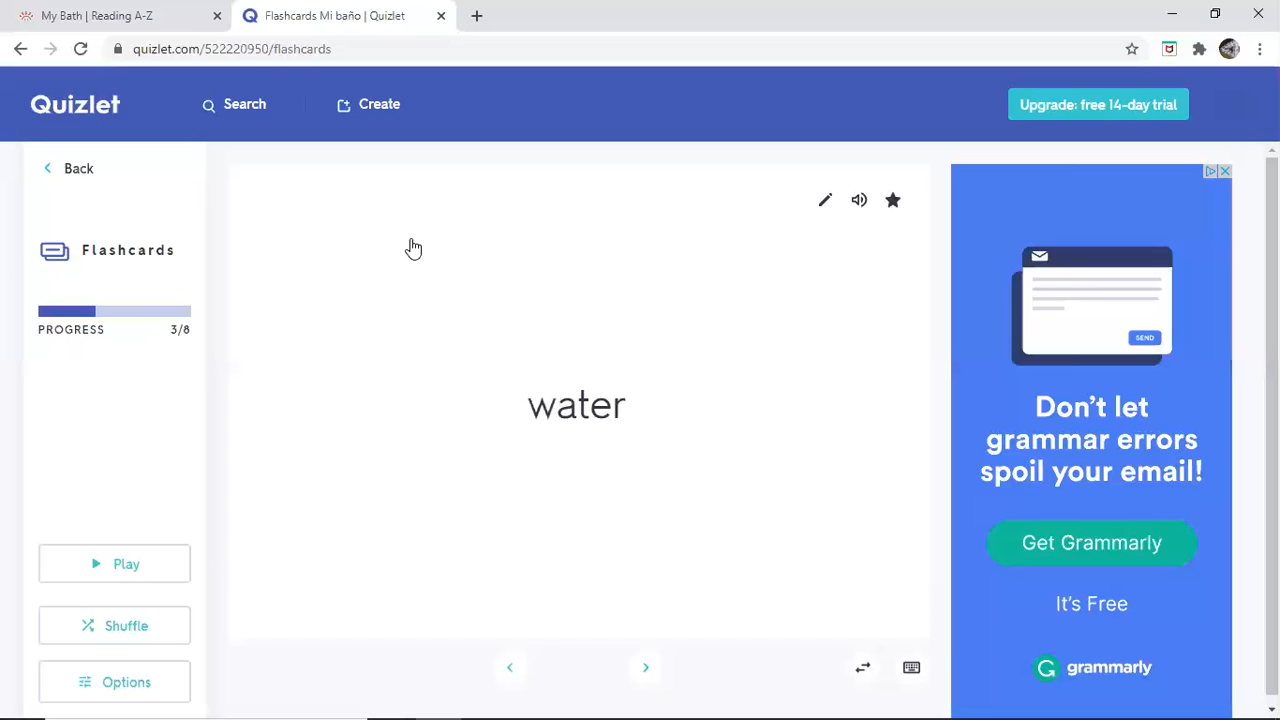 My Bath | Reading A-Z
Flashcards Mi baño | Quizlet
quizlet.com/522220950/flashcards
Quizlet
Search
Create
Upgrade: free 14-day trial
Back
Flashcards
PROGRESS 3/8
water
Play
Shuffle
Options
SEND
Don't let
grammar errors
spoil your email!
Get Grammarly
It's Free
grammarly